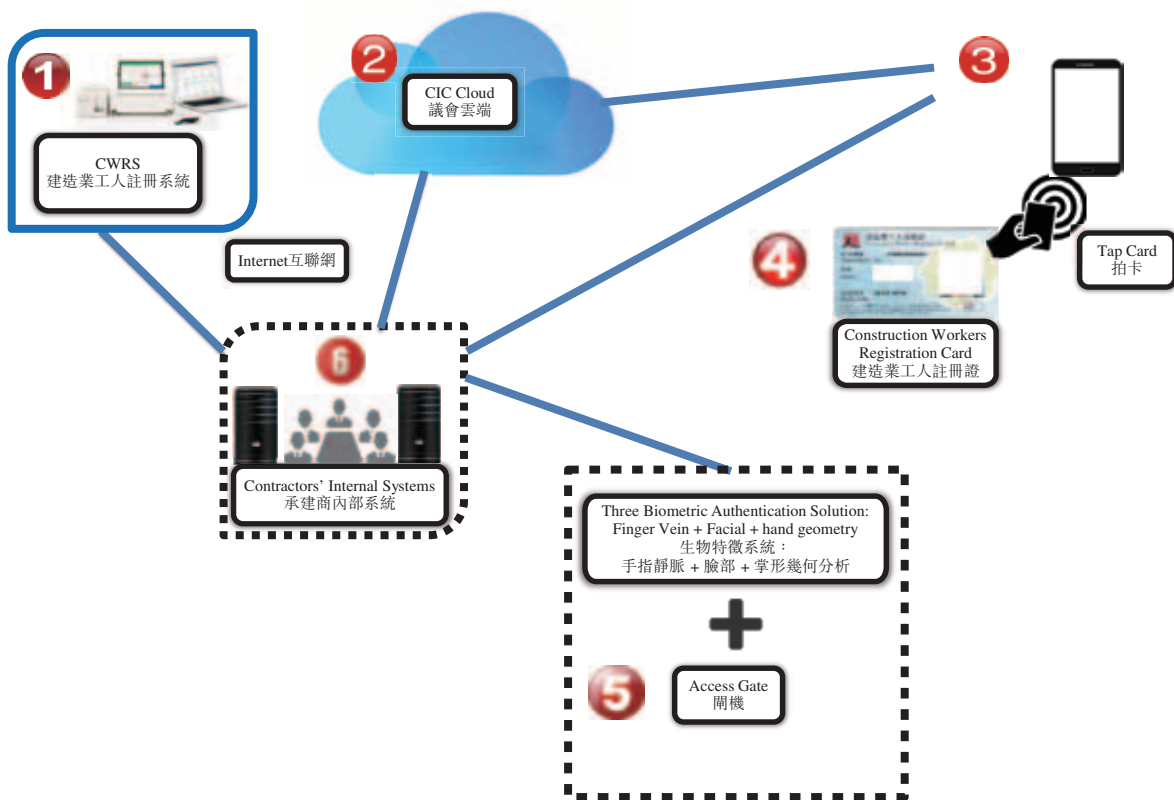 1
CWRS
建造業工人註冊系統
2
CIC Cloud
議會雲端
3
Internet互聯網
4
Tap Card
拍卡
Construction Workers
Registration Card
建造業工人註冊證
6
Contractors’ Internal Systems
承建商內部系統
Three Biometric Authentication Solution:
Finger Vein + Facial + hand geometry
生物特徵系統：
手指靜脈 + 臉部 + 掌形幾何分析
5
Access Gate
閘機